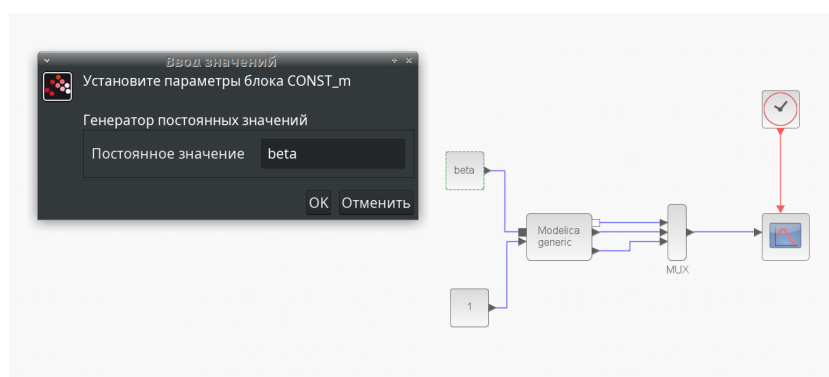 Ввод значений
Установите параметры блока CONST_m
Генератор постоянных значений
Постоянное значение beta
OK Отменить
beta
Modelica
generic
MUX
1